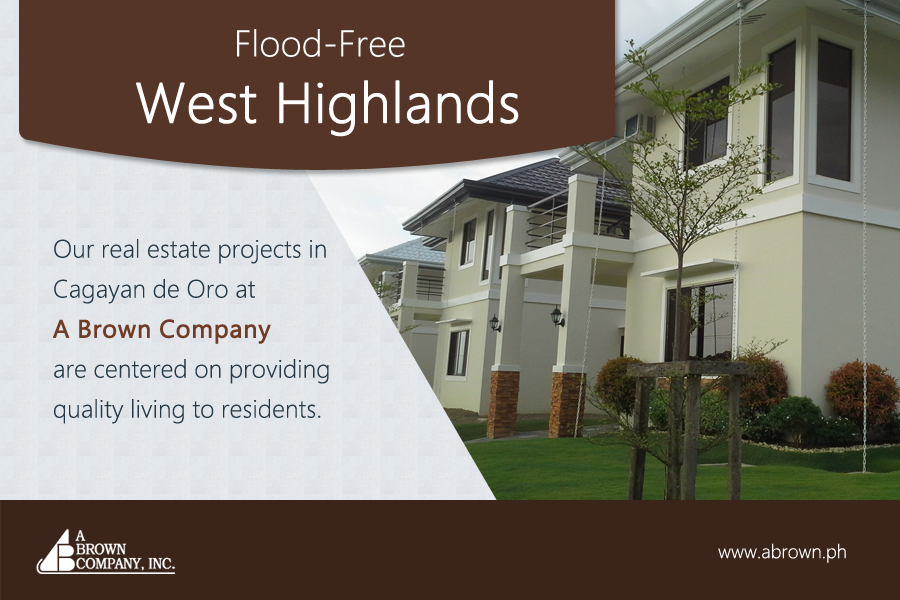 Flood-Free
West Highlands
Our real estate projects in
Cagayan de Oro at
A Brown Company
are centered on providing
quality living to residents.
A
BROWN
COMPANY, INC.
www.abrown.ph